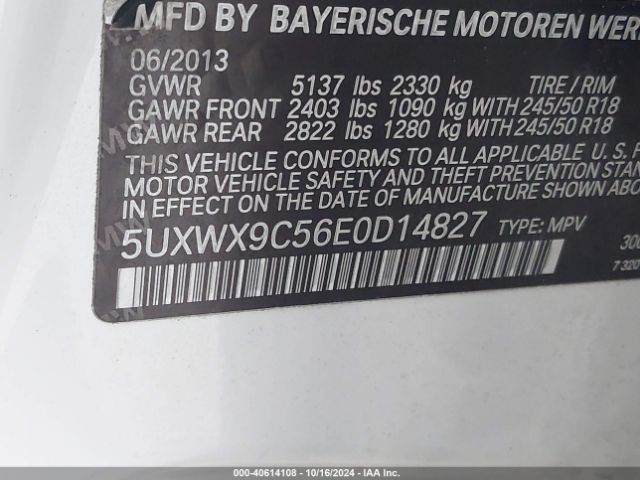 MFD BY BAYERISCHE MOTOREN
06/2013
GVWR 5137 lbs 2330 kg TIRE / RIM
GAWR FRONT 2403 lbs 1090 kg WITH 245/50 R18
GAWR REAR 2822 lbs 1280 kg WITH 245/50 R18
THIS VEHICLE CONFORMS TO ALL APPLICABLE U. S. F
MOTOR VEHICLE SAFETY AND THEFT PREVENTION STA
IN EFFECT ON THE DATE OF MANUFACTURE SHOWN ABO
5UXWX9C56E0D14827 TYPE: MPV
000-40614108 - 10/16/2024 - IAA Inc.